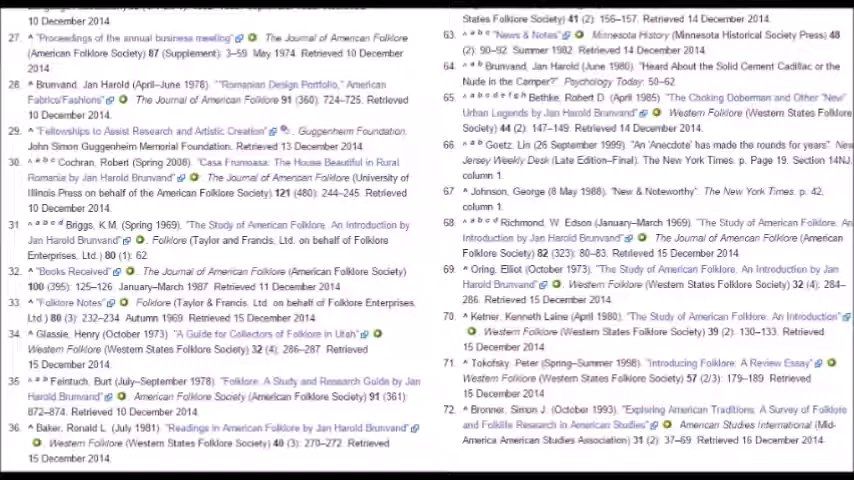 10 December 2014.
27. ^ "Proceedings of the annual business meeting" The Journal of American Folklore
(American Folklore Society) 87 (Supplement): 3–59 May 1974. Retrieved 10 December
2014.
28. ^ Brunvand, Jan Harold (April–June 1978). ""Romanian Design Portfolio," American
Fabrics/Fashions" The Journal of American Folklore 91 (360): 724–725. Retrieved
10 December 2014.
29. ^ "Fellowships to Assist Research and Artistic Creation" Guggenheim Foundation.
John Simon Guggenheim Memorial Foundation. Retrieved 13 December 2014.
30. ^ a b c Cochran, Robert (Spring 2008). "Casa Frumoasa: The House Beautiful in Rural
Romania by Jan Harold Brunvand" The Journal of American Folklore (University of
Illinois Press on behalf of the American Folklore Society) 121 (480): 244–245. Retrieved
10 December 2014.
31. ^ a b c d Briggs, K.M. (Spring 1969). "The Study of American Folklore, An Introduction by
Jan Harold Brunvand" Folklore (Taylor and Francis, Ltd. on behalf of Folklore
Enterprises, Ltd.) 80 (1): 62.
32. ^ "Books Received" The Journal of American Folklore (American Folklore Society)
100 (395): 125–126. January–March 1987 Retrieved 11 December 2014
33. ^ "Folklore Notes" Folklore (Taylor & Francis, Ltd. on behalf of Folklore Enterprises,
Ltd.) 80 (3): 232–234 Autumn 1969 Retrieved 15 December 2014
34. ^ Glassie, Henry (October 1973) "A Guide for Collectors of Folklore in Utah"
Western Folklore (Western States Folklore Society) 32 (4): 286–287. Retrieved
15 December 2014.
35. ^ a b Feintuch, Burt (July–September 1978). "Folklore: A Study and Research Guide by Jan
Harold Brunvand" American Folklore Society (American Folklore Society) 91 (361):
872–874. Retrieved 10 December 2014.
36. ^ Baker, Ronald L. (July 1981). "Readings in American Folklore by Jan Harold Brunvand"
Western Folklore (Western States Folklore Society) 40 (3): 270–272. Retrieved
15 December 2014.
States Folklore Society) 41 (2): 156–157. Retrieved 14 December 2014.
63. ^ a b c "News & Notes" Minnesota History (Minnesota Historical Society Press) 48
(2): 90–92. Summer 1982. Retrieved 14 December 2014.
64. ^ a b Brunvand, Jan Harold (June 1980). "Heard About the Solid Cement Cadillac or the
Nude in the Camper?" Psychology Today: 50–62.
65. ^ a b c d e f g h Bethke, Robert D. (April 1985). "The Choking Doberman and Other "New"
Urban Legends by Jan Harold Brunvand" Western Folklore (Western States Folklore
Society) 44 (2): 147–149. Retrieved 14 December 2014.
66. ^ a b Goetz, Lin (26 September 1999). "An 'Anecdote' has made the rounds for years". New
Jersey Weekly Desk (Late Edition–Final). The New York Times. p. Page 19, Section 14NJ,
column 1.
67. ^ Johnson, George (8 May 1988). "New & Noteworthy". The New York Times. p. 42,
column 1.
68. ^ a b c d Richmond, W. Edson (January–March 1969). "The Study of American Folklore, An
Introduction by Jan Harold Brunvand" The Journal of American Folklore (American
Folklore Society) 82 (323): 80–83. Retrieved 15 December 2014
69. ^ Oring, Elliot (October 1973). "The Study of American Folklore, An Introduction by Jan
Harold Brunvand" Western Folklore (Western States Folklore Society) 32 (4): 284–
286. Retrieved 15 December 2014.
70. ^ Ketner, Kenneth Laine (April 1980). "The Study of American Folklore: An Introduction"
Western Folklore (Western States Folklore Society) 39 (2): 130–133. Retrieved
15 December 2014.
71. ^ Tokofsky, Peter (Spring–Summer 1998). "Introducing Folklore: A Review Essay"
Western Folklore (Western States Folklore Society) 57 (2/3): 179–189 Retrieved
15 December 2014.
72. ^ Bronner, Simon J. (October 1993). "Exploring American Traditions: A Survey of Folklore
and Folklife Research in American Studies" American Studies International (Mid-
America American Studies Association) 31 (2): 37–69. Retrieved 16 December 2014.